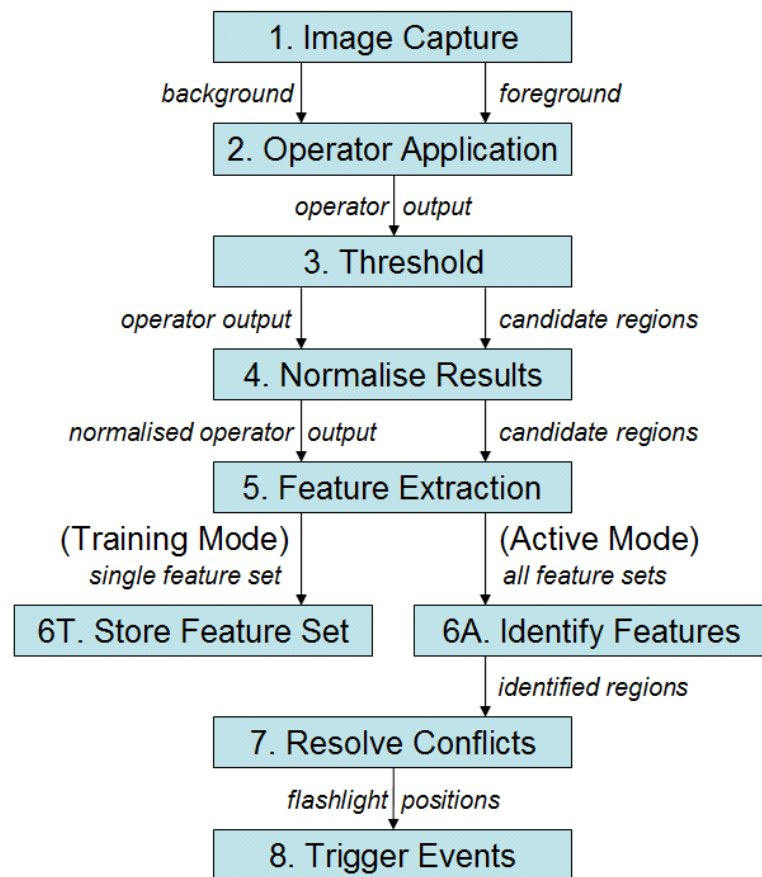 1. Image Capture
background foreground
2. Operator Application
operator output
3. Threshold
operator output candidate regions
4. Normalise Results
normalised operator output candidate regions
5. Feature Extraction
(Training Mode) (Active Mode)
single feature set all feature sets
6T. Store Feature Set 6A. Identify Features
identified regions
7. Resolve Conflicts
flashlight positions
8. Trigger Events